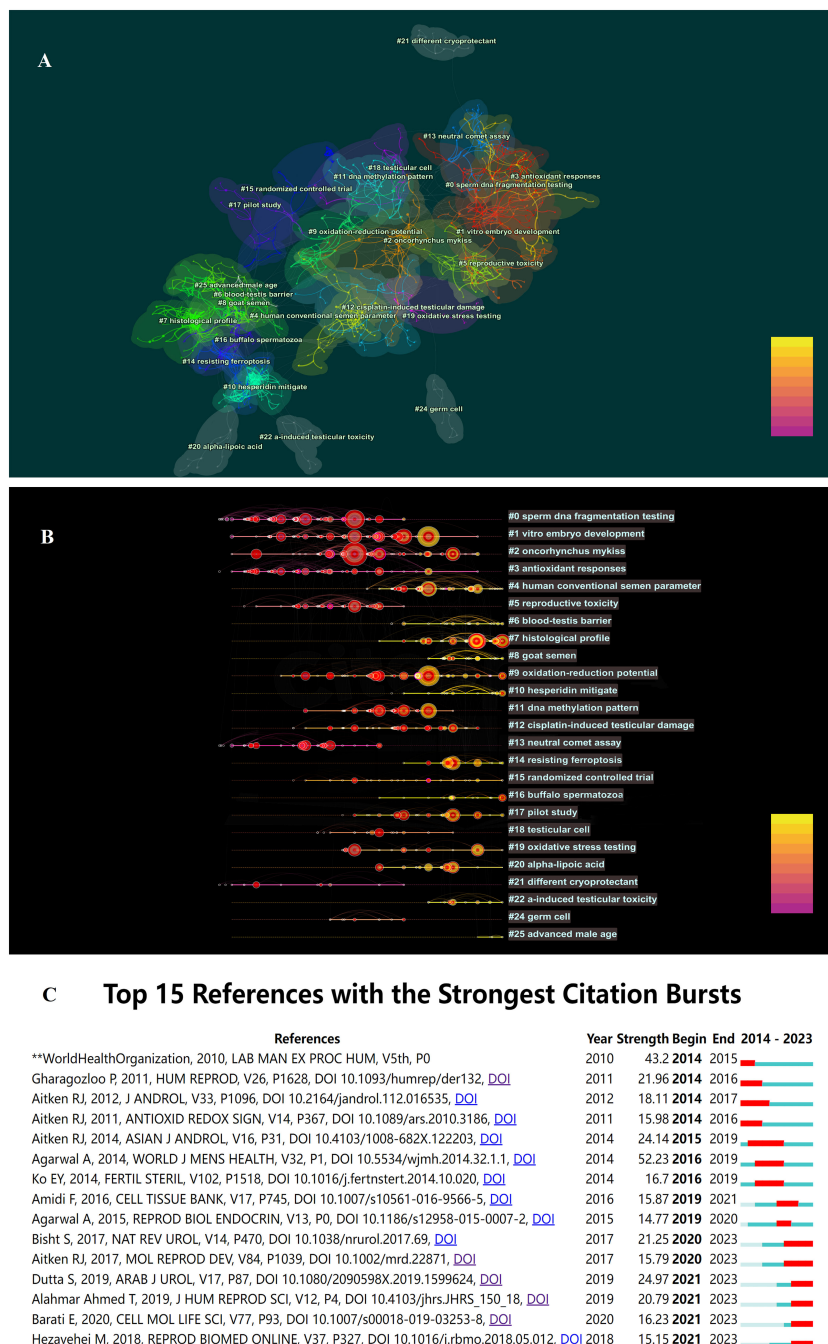 A
#21 different cryoprotectant
#13 neutral comet assay
#18 testicular cell
#11 dna methylation pattern
#3 antioxidant responses
#0 sperm dna fragmentation testing
#15 randomized controlled trial
#17 pilot study
#9 oxidation-reduction potential
#1 vitro embryo development
#2 oncorhynchus mykiss
#5 reproductive toxicity
#25 advanced male age
#6 blood-testis barrier
#8 goat semen
#12 cisplatin-induced testicular damage
#4 human conventional semen parameter
#19 oxidative stress testing
#7 histological profile
#16 buffalo spermatozoa
#14 resisting ferroptosis
#10 hesperidin mitigate
#24 germ cell
#22 a-induced testicular toxicity
#20 alpha-lipoic acid
B
#0 sperm dna fragmentation testing
#1 vitro embryo development
#2 oncorhynchus mykiss
#3 antioxidant responses
#4 human conventional semen parameter
#5 reproductive toxicity
#6 blood-testis barrier
#7 histological profile
#8 goat semen
#9 oxidation-reduction potential
#10 hesperidin mitigate
#11 dna methylation pattern
#12 cisplatin-induced testicular damage
#13 neutral comet assay
#14 resisting ferroptosis
#15 randomized controlled trial
#16 buffalo spermatozoa
#17 pilot study
#18 testicular cell
#19 oxidative stress testing
#20 alpha-lipoic acid
#21 different cryoprotectant
#22 a-induced testicular toxicity
#24 germ cell
#25 advanced male age
C Top 15 References with the Strongest Citation Bursts
References Year Strength Begin End 2014 - 2023
**WorldHealthOrganization, 2010, LAB MAN EX PROC HUM, V5th, P0 2010 43.2 2014 2015
Gharagozloo P, 2011, HUM REPROD, V26, P1628, DOI 10.1093/humrep/der132, DOI 2011 21.96 2014 2016
Aitken RJ, 2012, J ANDROL, V33, P1096, DOI 10.2164/jandrol.112.016535, DOI 2012 18.11 2014 2017
Aitken RJ, 2011, ANTIOXID REDOX SIGN, V14, P367, DOI 10.1089/ars.2010.3186, DOI 2011 15.98 2014 2016
Aitken RJ, 2014, ASIAN J ANDROL, V16, P31, DOI 10.4103/1008-682X.122203, DOI 2014 24.14 2015 2019
Agarwal A, 2014, WORLD J MENS HEALTH, V32, P1, DOI 10.5534/wjmh.2014.32.1.1, DOI 2014 52.23 2016 2019
Ko EY, 2014, FERTIL STERIL, V102, P1518, DOI 10.1016/j.fertnstert.2014.10.020, DOI 2014 16.7 2016 2019
Amidi F, 2016, CELL TISSUE BANK, V17, P745, DOI 10.1007/s10561-016-9566-5, DOI 2016 15.87 2019 2021
Agarwal A, 2015, REPROD BIOL ENDOCRIN, V13, P0, DOI 10.1186/s12958-015-0007-2, DOI 2015 14.77 2019 2020
Bisht S, 2017, NAT REV UROL, V14, P470, DOI 10.1038/nrurol.2017.69, DOI 2017 21.25 2020 2023
Aitken RJ, 2017, MOL REPROD DEV, V84, P1039, DOI 10.1002/mrd.22871, DOI 2017 15.79 2020 2023
Dutta S, 2019, ARAB J UROL, V17, P87, DOI 10.1080/2090598X.2019.1599624, DOI 2019 24.97 2021 2023
Alahmar Ahmed T, 2019, J HUM REPROD SCI, V12, P4, DOI 10.4103/jhrs.JHRS_150_18, DOI 2019 20.79 2021 2023
Barati E, 2020, CELL MOL LIFE SCI, V77, P93, DOI 10.1007/s00018-019-03253-8, DOI 2020 16.23 2021 2023
Hezavehei M, 2018, REPROD BIOMED ONLINE, V37, P327, DOI 10.1016/j.rbmo.2018.05.012, DOI 2018 15.15 2021 2023